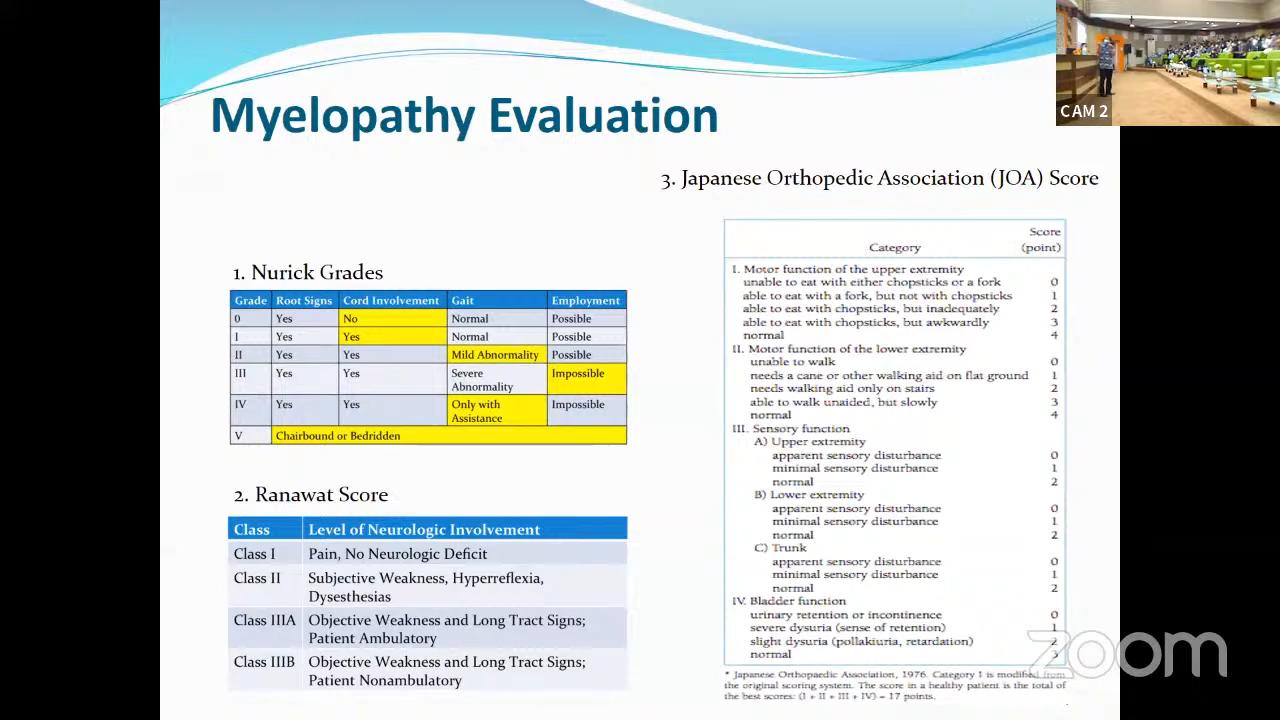 CAM 2
Myelopathy Evaluation
1. Nurick Grades
Grade Root Signs Cord Involvement Gait Employment
0 Yes No Normal Possible
I Yes Yes Normal Possible
II Yes Yes Mild Abnormality Possible
III Yes Yes Severe Abnormality Impossible
IV Yes Yes Only with Assistance Impossible
V Chairbound or Bedridden
2. Ranawat Score
Class Level of Neurologic Involvement
Class I Pain, No Neurologic Deficit
Class II Subjective Weakness, Hyperreflexia,
Dysesthesias
Class IIIA Objective Weakness and Long Tract Signs;
Patient Ambulatory
Class IIIB Objective Weakness and Long Tract Signs;
Patient Nonambulatory
3. Japanese Orthopedic Association (JOA) Score
Score
Category (point)
I. Motor function of the upper extremity
unable to eat with either chopsticks or a fork 0
able to eat with a fork, but not with chopsticks 1
able to eat with chopsticks, but inadequately 2
able to eat with chopsticks, but awkwardly 3
normal 4
II. Motor function of the lower extremity
unable to walk 0
needs a cane or other walking aid on flat ground 1
needs walking aid only on stairs 2
able to walk unaided, but slowly 3
normal 4
III. Sensory function
A) Upper extremity
apparent sensory disturbance 0
minimal sensory disturbance 1
normal 2
B) Lower extremity
apparent sensory disturbance 0
minimal sensory disturbance 1
normal 2
C) Trunk
apparent sensory disturbance 0
minimal sensory disturbance 1
normal 2
IV. Bladder function
urinary retention or incontinence 0
severe dysuria (sense of retention) 1
slight dysuria (pollakiuria, retardation) 2
normal 3
* Japanese Orthopaedic Association, 1976. Category I is modified from
the original scoring system. The score in a healthy patient is the total of
the best scores: (I + II + III + IV) = 17 points.
zoom